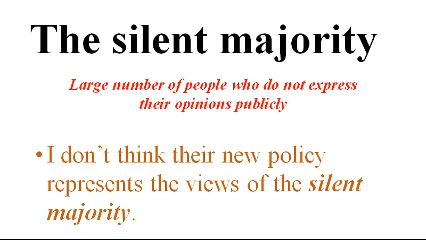 The silent majority
Large number of people who do not express
their opinions publicly
•I don't think their new policy
represents the views of the silent
majority.